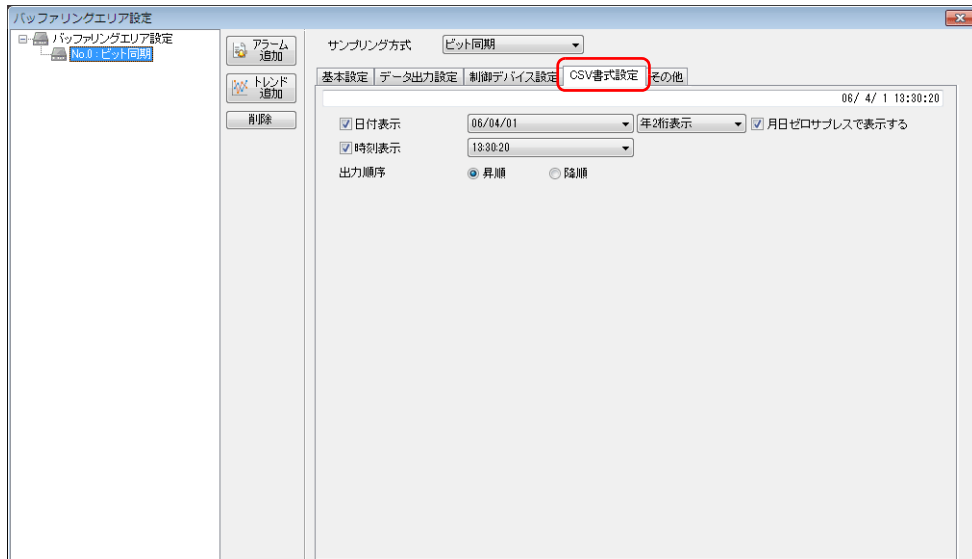 バッファリングエリア設定
バッファリングエリア設定
No.0 : ビット同期
アラーム
追加
トレンド
追加
削除
サンプリング方式 ビット同期
基本設定 データ出力設定 制御デバイス設定 CSV書式設定 その他
06/ 4/ 1 13:30:20
日付表示 06/04/01 年2桁表示 月日ゼロサプレスで表示する
時刻表示 13:30:20
出力順序 昇順 降順